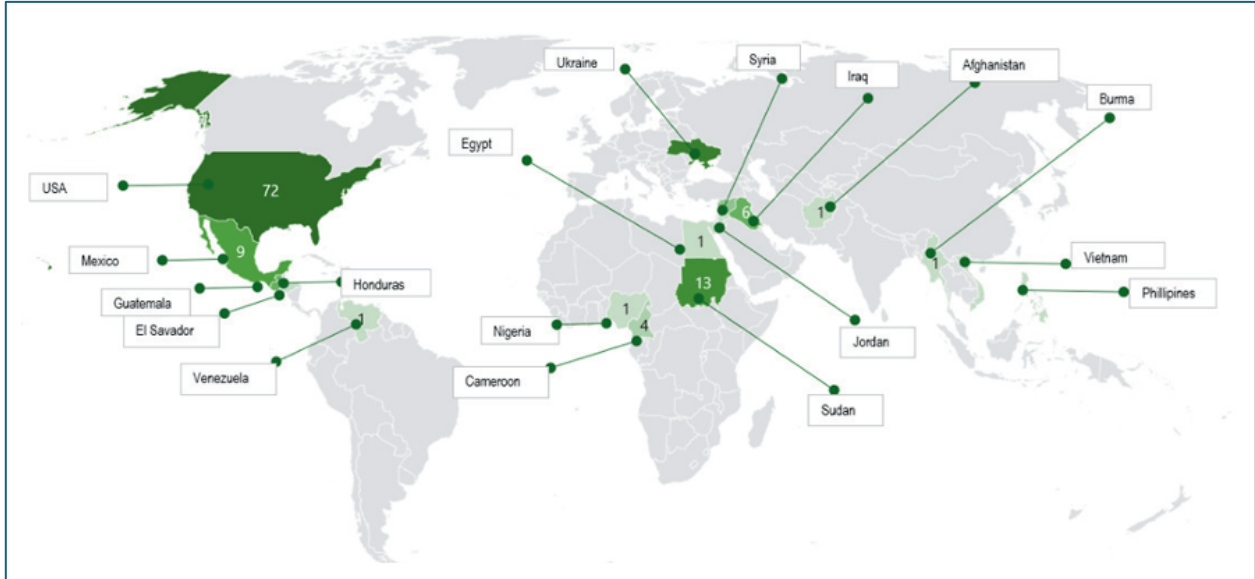 Ukraine
Syria
Iraq
Afghanistan
Burma
Egypt
USA
72
6
1
1
1
9
Mexico
Honduras
Guatemala
El Savador
13
Vietnam
Phillipines
1
1
4
Nigeria
Jordan
Venezuela
Cameroon
Sudan